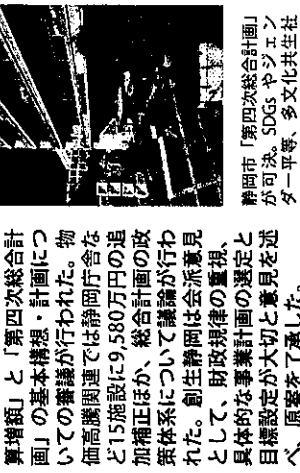 算増額」と「第四次総合計
画」の基本構想・計画につ
いての審議が行われた。物
価高騰関連では静岡庁舎な
ど15施設に9,580万円の追
加補正ほか、総合計画の政
策体系について議論が行わ
れた。創生静岡は会派意見
として、財政規律の重視、
具体的な事業計画の選定と
目標設定が大切と意見を述
べ、原案を了承した。
静岡市「第四次総合計画」
が可決。SDGs やジェン
ダー平等、多文化共生社